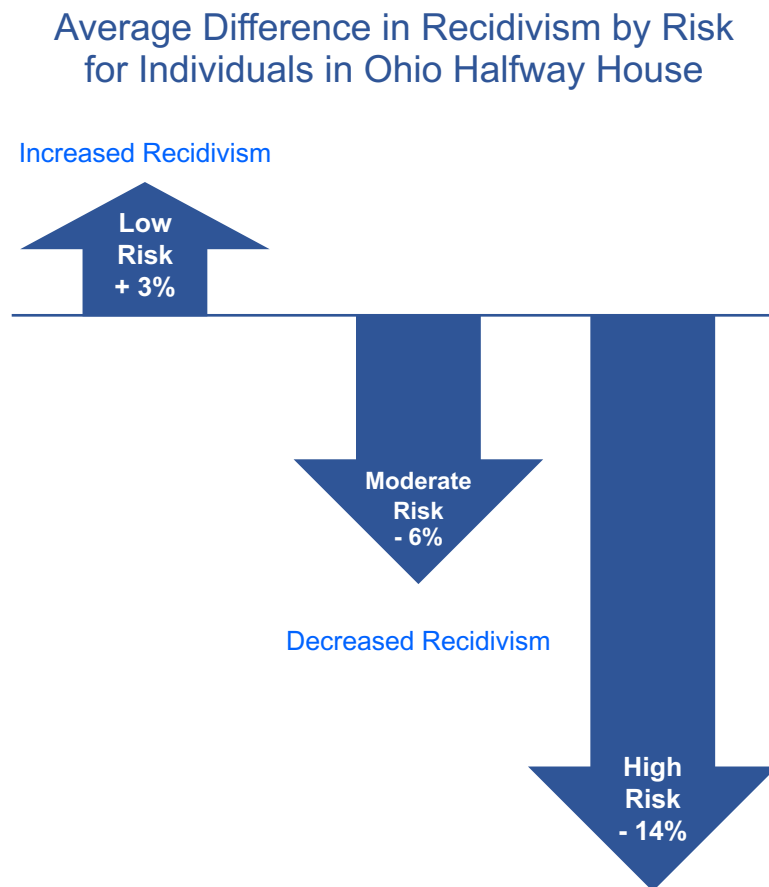 Average Difference in Recidivism by Risk
for Individuals in Ohio Halfway House
Increased Recidivism
Low
Risk
+ 3%
Moderate
Risk
- 6%
Decreased Recidivism
High
Risk
- 14%